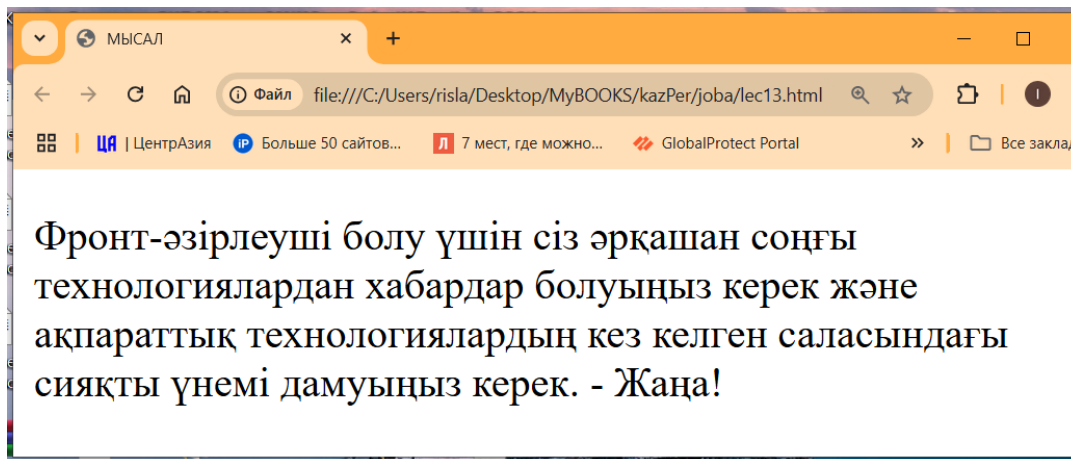 МЫСАЛ
Файл file:///C:/Users/risla/Desktop/MyBOOKS/kazPer/joba/lec13.html
ЦА | ЦентрАзия iP Больше 50 сайтов... Л 7 мест, где можно... GlobalProtect Portal » Все закла
Фронт-әзірлеуші болу үшін сіз әрқашан соңғы
технологиялардан хабардар болуыңыз керек және
ақпараттық технологиялардың кез келген саласындағы
сияқты үнемі дамуыңыз керек. - Жаңа!